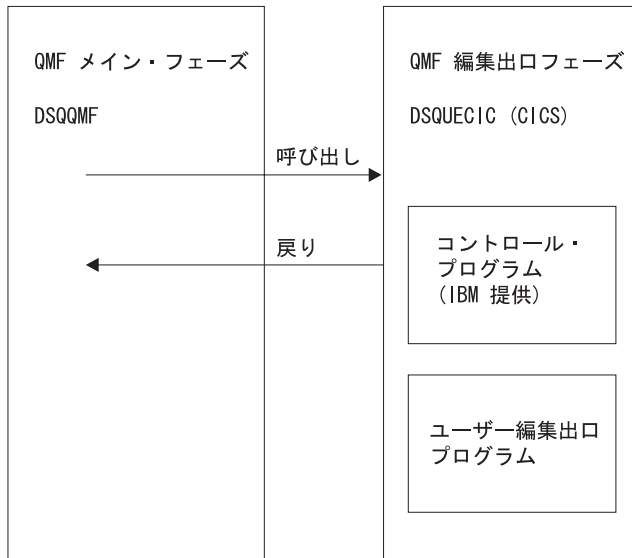 QMF メイン・フェーズ
DSQQMF
QMF 編集出口フェーズ
DSQUECIC (CICS)
呼び出し
戻り
コントロール・
プログラム
(IBM 提供)
ユーザー編集出口
プログラム